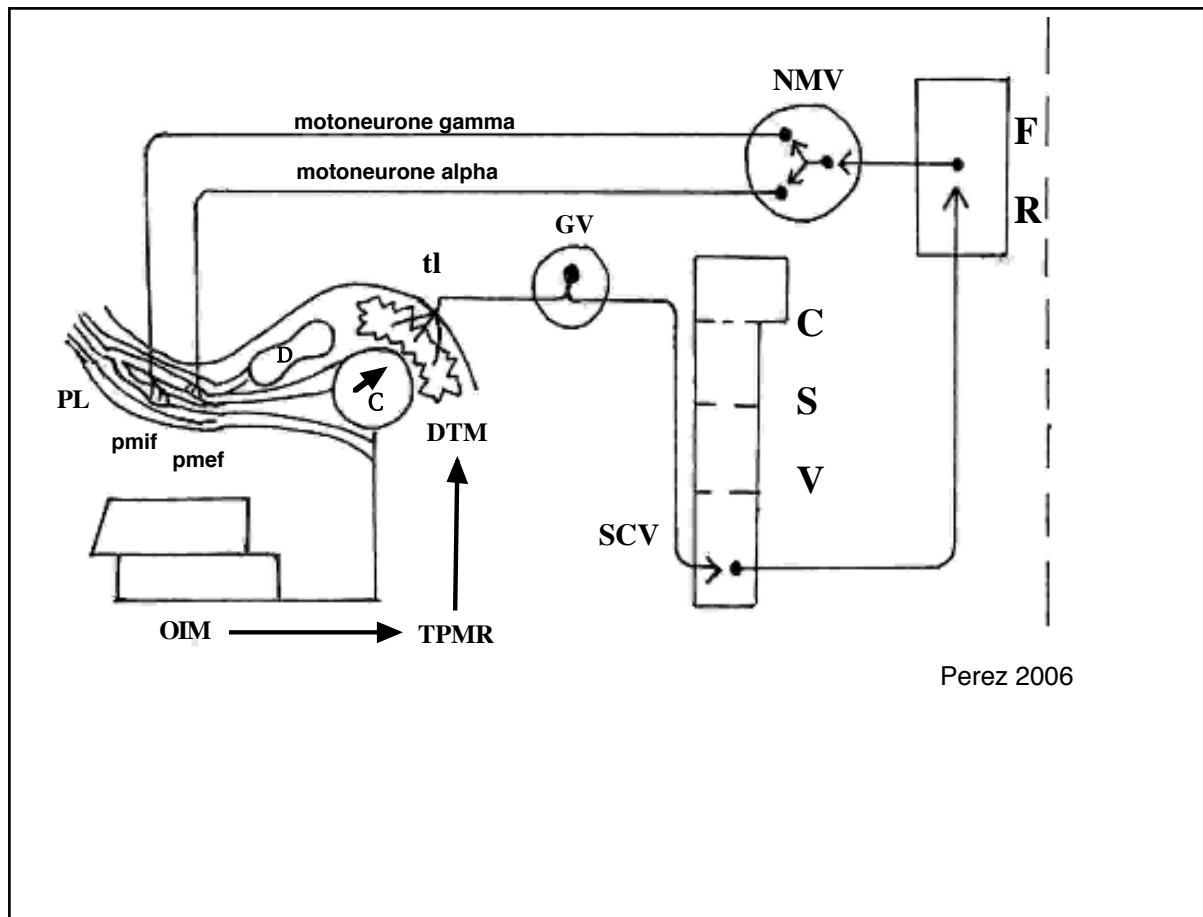 NMV
motoneurone gamma
F
motoneurone alpha
R
GV
tl
C
D
C
PL
S
DTM
pmif
pmef
V
SCV
OIM
TPMR
Perez 2006